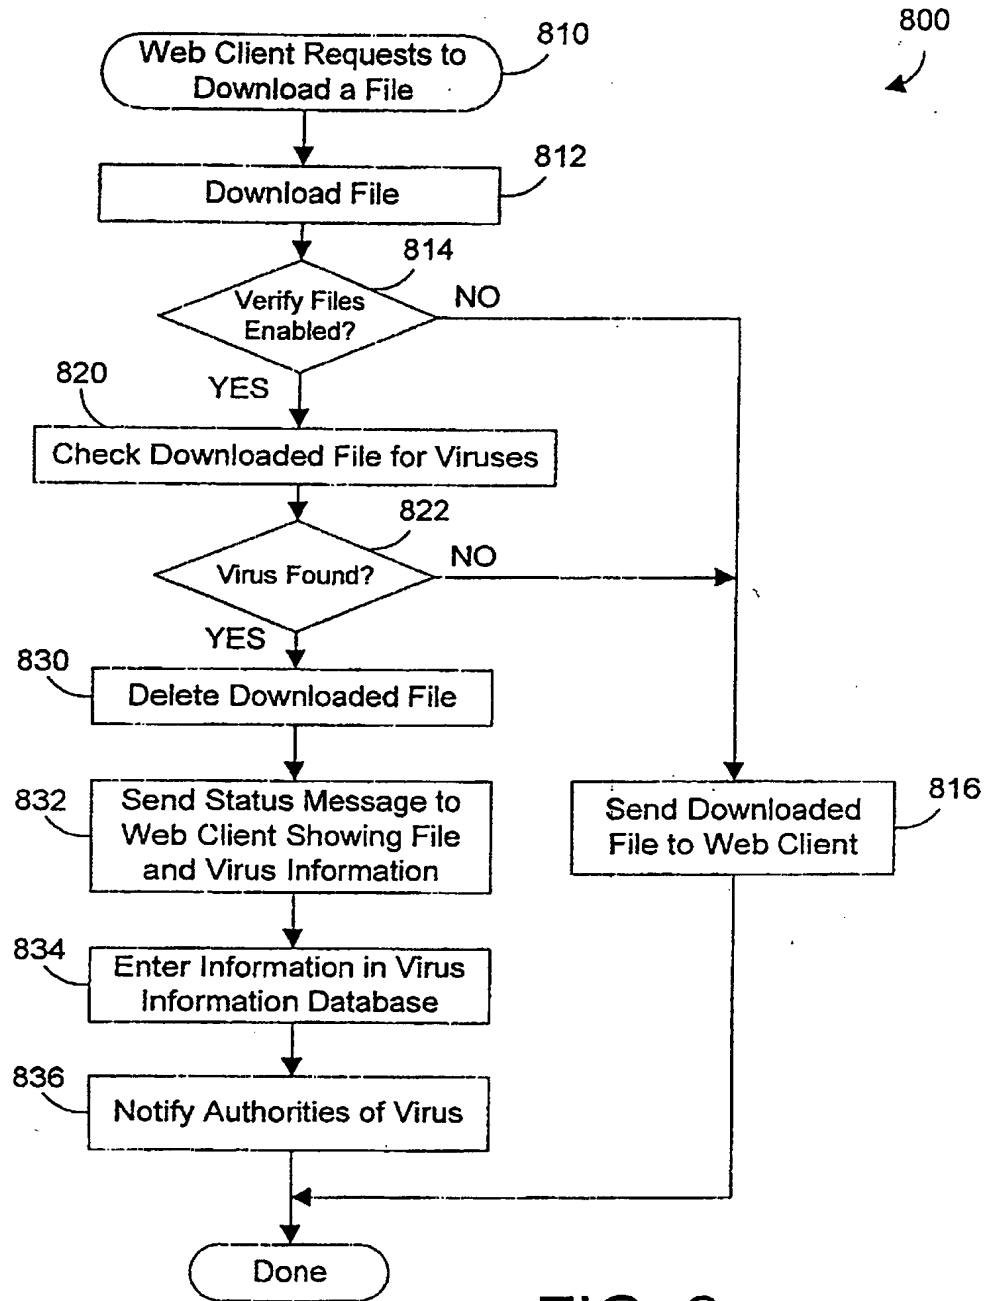 800
Web Client Requests to
Download a File
810
Download File
812
Verify Files
Enabled?
814
NO
YES
820
Check Downloaded File for Viruses
Virus Found?
822
NO
YES
830
Delete Downloaded File
832
Send Status Message to
Web Client Showing File
and Virus Information
Send Downloaded
File to Web Client
816
834
Enter Information in Virus
Information Database
836
Notify Authorities of Virus
Done